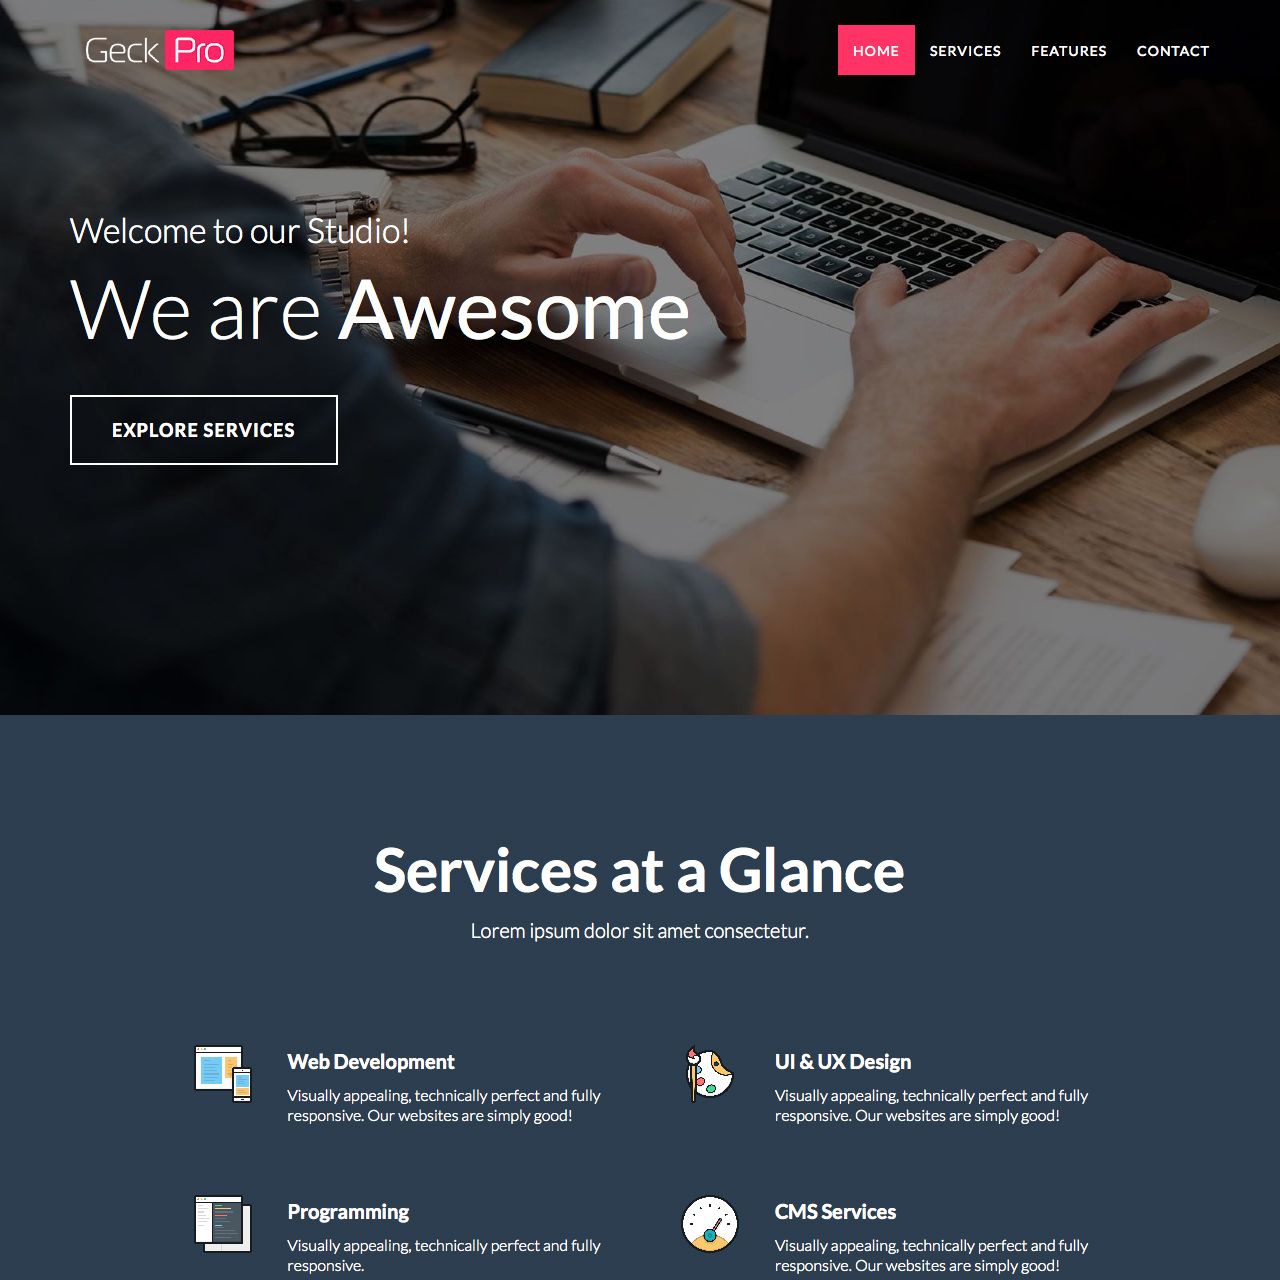 Geck Pro
HOME SERVICES FEATURES CONTACT
Welcome to our Studio!
We are Awesome
EXPLORE SERVICES
Services at a Glance
Lorem ipsum dolor sit amet consectetur.
Web Development
Visually appealing, technically perfect and fully
responsive. Our websites are simply good!
UI & UX Design
Visually appealing, technically perfect and fully
responsive. Our websites are simply good!
Programming
Visually appealing, technically perfect and fully
responsive.
CMS Services
Visually appealing, technically perfect and fully
responsive. Our websites are simply good!